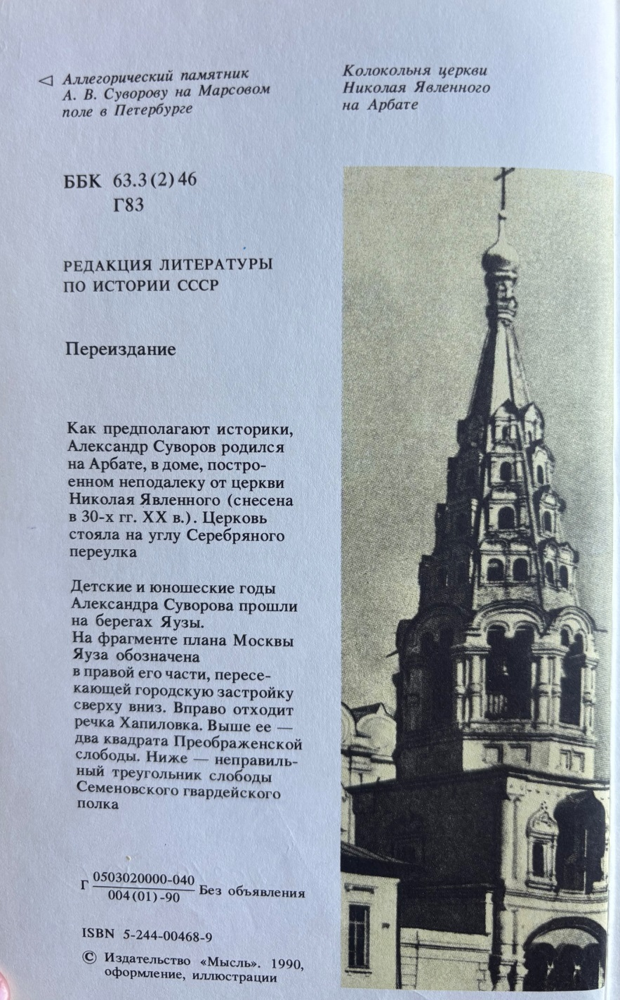 ◁ Аллегорический памятник
А. В. Суворову на Марсовом
поле в Петербурге
Колокольня церкви
Николая Явленного
на Арбате
ББК 63.3(2)46
Г83
РЕДАКЦИЯ ЛИТЕРАТУРЫ
ПО ИСТОРИИ СССР
Переиздание
Как предполагают историки,
Александр Суворов родился
на Арбате, в доме, постро-
енном неподалеку от церкви
Николая Явленного (снесена
в 30-х гг. XX в.). Церковь
стояла на углу Серебряного
переулка
Детские и юношеские годы
Александра Суворова прошли
на берегах Яузы.
На фрагменте плана Москвы
Яуза обозначена
в правой его части, пересе-
кающей городскую застройку
сверху вниз. Вправо отходит
речка Хапиловка. Выше ее —
два квадрата Преображенской
слободы. Ниже — неправиль-
ный треугольник слободы
Семеновского гвардейского
полка
Г 0503020000-040 Без объявления
004(01)-90
ISBN 5-244-00468-9
© Издательство «Мысль». 1990,
оформление, иллюстрации